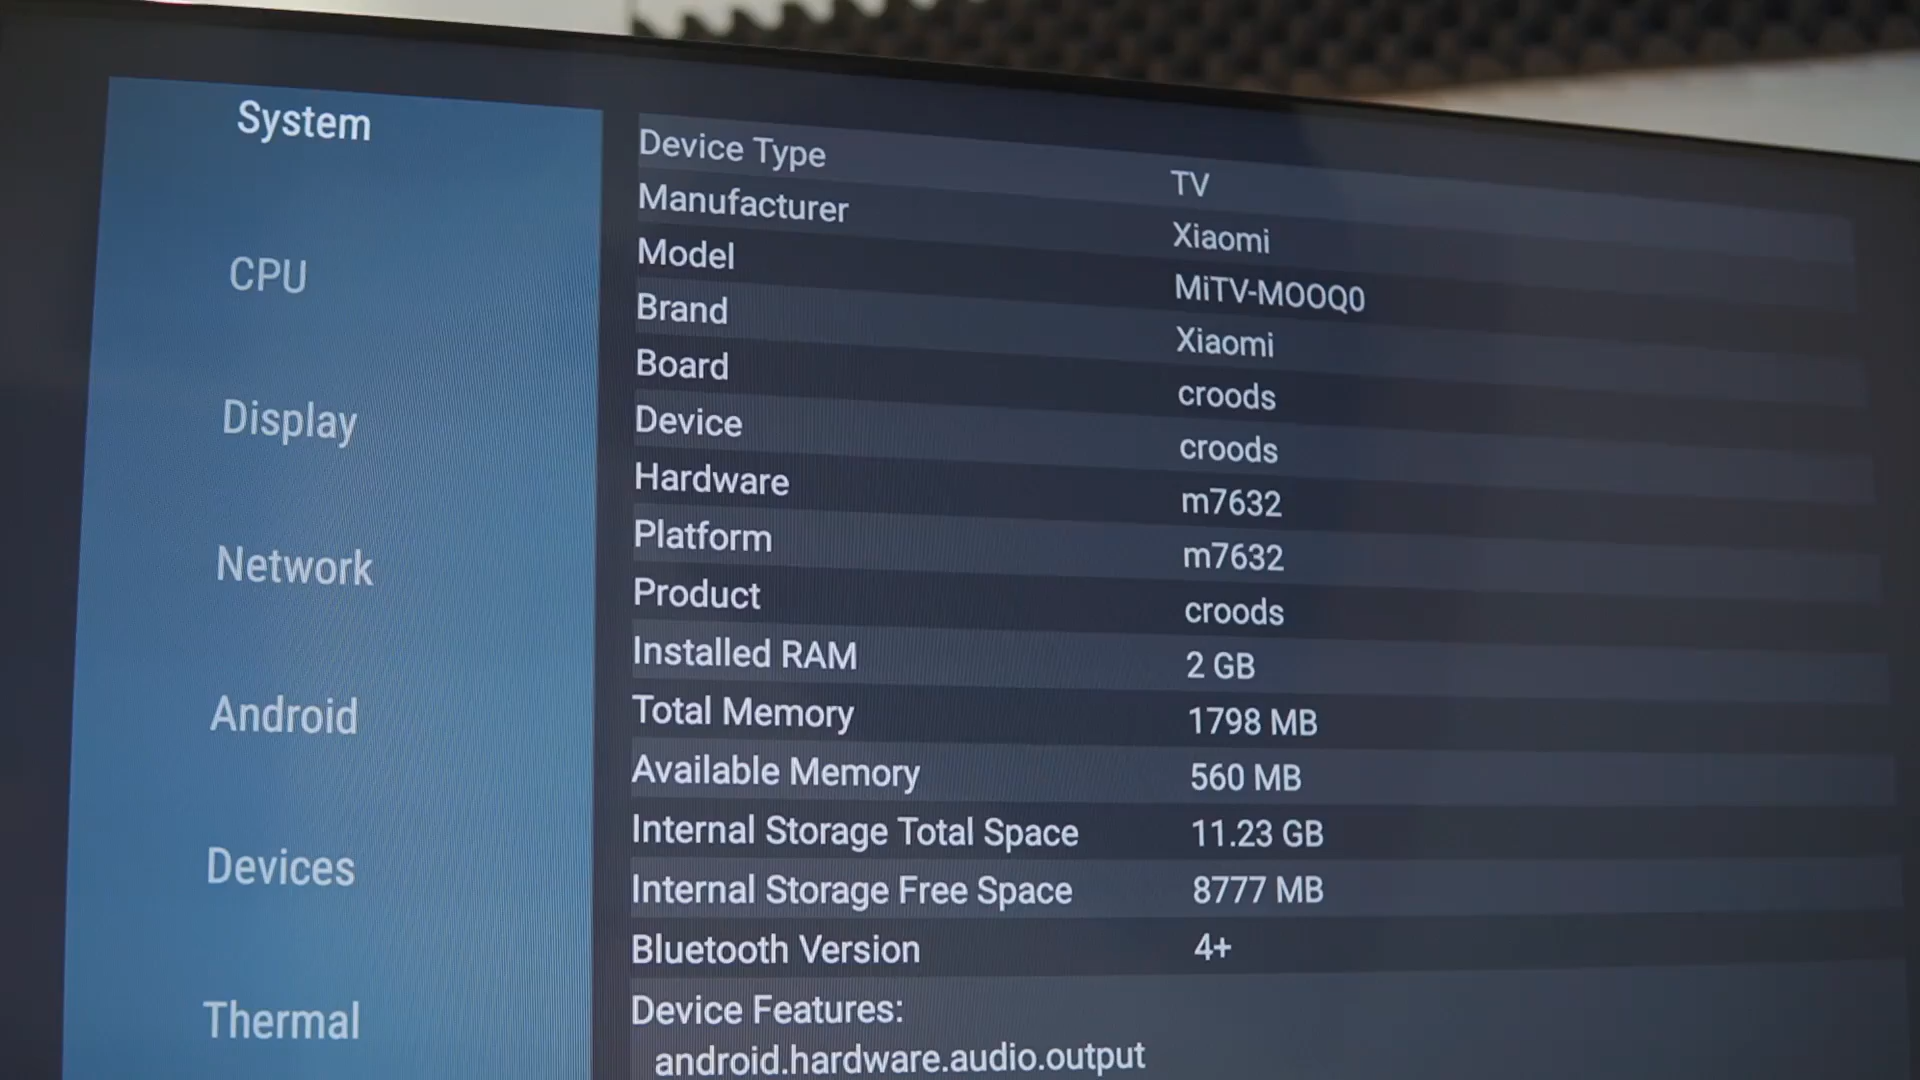 System
CPU
Display
Network
Android
Devices
Thermal
Device Type TV
Manufacturer Xiaomi
Model MiTV-MOOQ0
Brand Xiaomi
Board croods
Device croods
Hardware m7632
Platform m7632
Product croods
Installed RAM 2 GB
Total Memory 1798 MB
Available Memory 560 MB
Internal Storage Total Space 11.23 GB
Internal Storage Free Space 8777 MB
Bluetooth Version 4+
Device Features:
android.hardware.audio.output